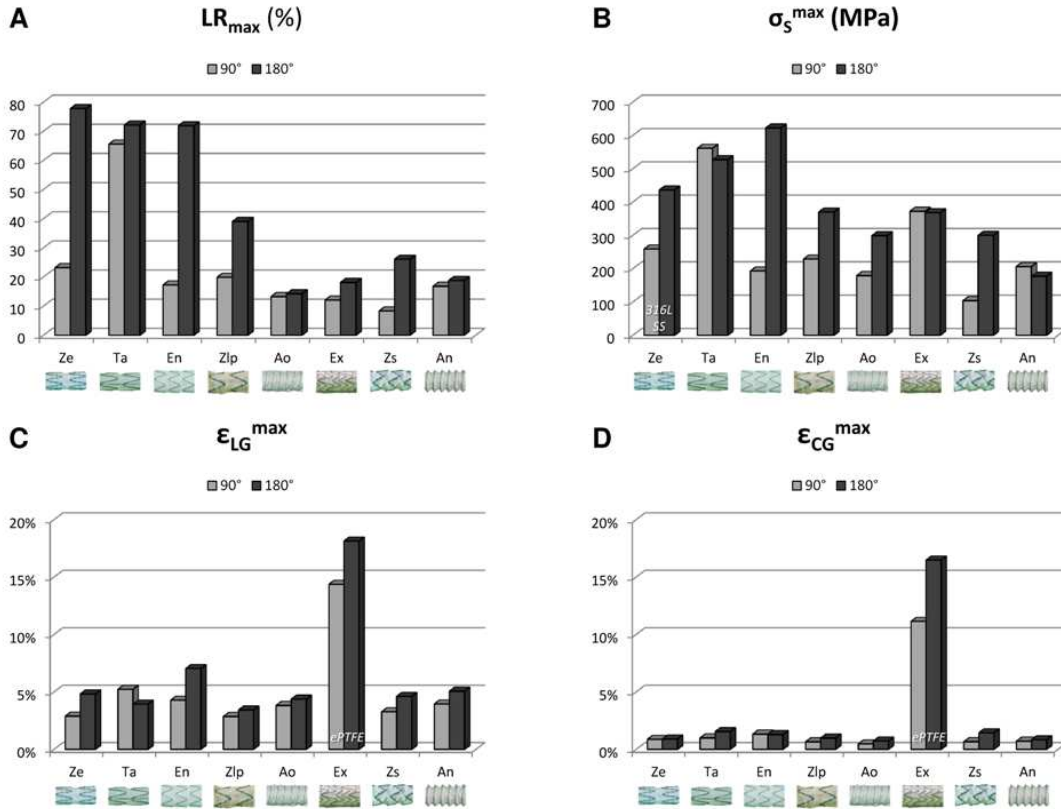 A
LRmax (%)
90° 180°
80
70
60
50
40
30
20
10
0
Ze Ta En Zlp Ao Ex Zs An
B
σSmax (MPa)
90° 180°
700
600
500
400
300
200
100
0
316L
SS
Ze Ta En Zlp Ao Ex Zs An
C
εLGmax
90° 180°
20%
15%
10%
5%
0%
ePTFE
Ze Ta En Zlp Ao Ex Zs An
D
εCGmax
90° 180°
20%
15%
10%
5%
0%
ePTFE
Ze Ta En Zlp Ao Ex Zs An